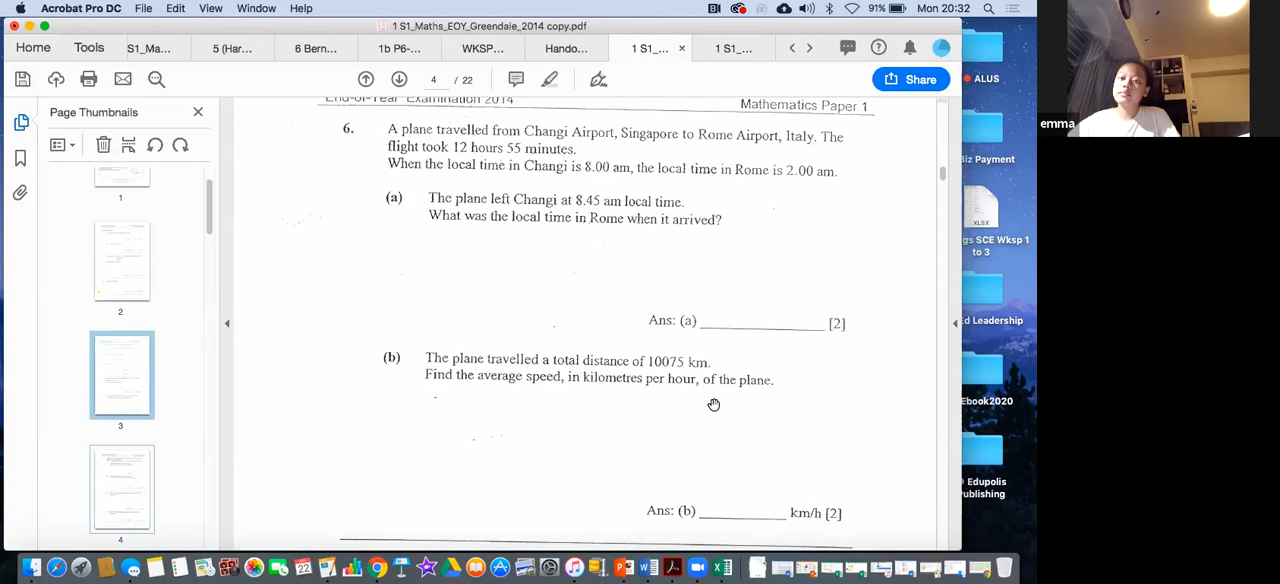 Acrobat Pro DC File Edit View Window Help
91% Mon 20:32
1 S1_Maths_EOY_Greendale_2014 copy.pdf
Home Tools S1_Ma... 5 (Har... 6 Bern... 1b P6-... WKSP... Hando... 1 S1_... 1 S1_...
4 / 22 Share
Page Thumbnails
1
2
3
4
End-of-Year Examination 2014 Mathematics Paper 1
6. A plane travelled from Changi Airport, Singapore to Rome Airport, Italy. The
flight took 12 hours 55 minutes.
When the local time in Changi is 8.00 am, the local time in Rome is 2.00 am.
(a) The plane left Changi at 8.45 am local time.
What was the local time in Rome when it arrived?
Ans: (a) ______________ [2]
(b) The plane travelled a total distance of 10075 km.
Find the average speed, in kilometres per hour, of the plane.
Ans: (b) __________ km/h [2]
ALUS
Biz Payment
XLSX
gs SCE Wksp 1
to 3
Ed Leadership
Ebook2020
Edupolis
Publishing
emma